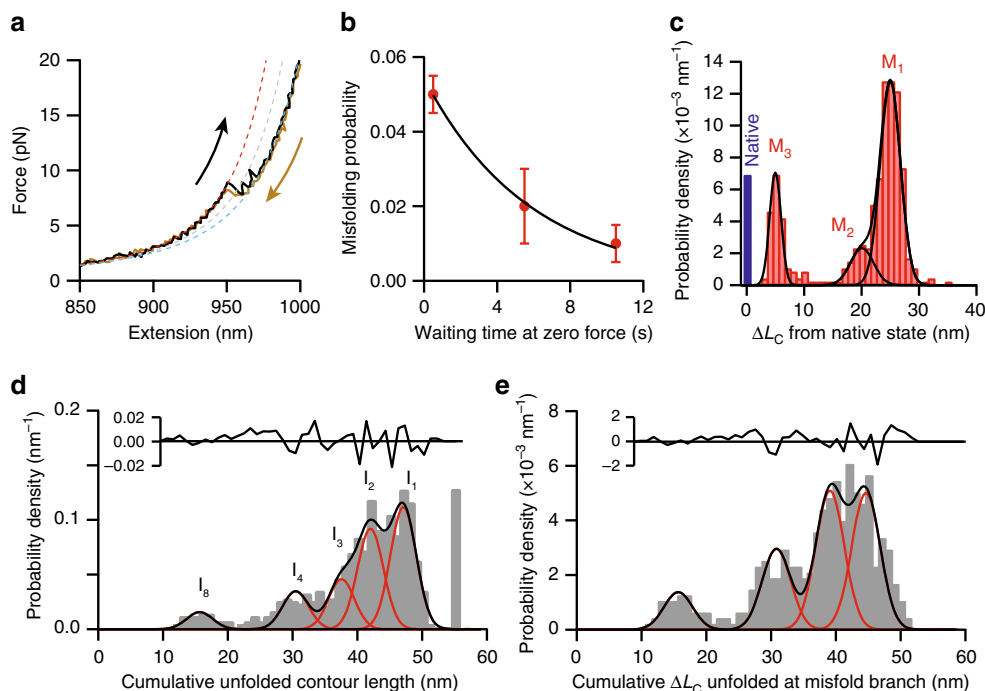 a
20
15
10
5
0
Force (pN)
850
900
950
1000
Extension (nm)
b
0.06
0.04
0.02
0.00
Misfolding probability
0
4
8
12
Waiting time at zero force (s)
c
14
12
10
8
6
4
2
0
Probability density (×10⁻³ nm⁻¹)
Native
M₃
M₂
M₁
0
10
20
30
40
ΔL_C from native state (nm)
d
0.2
0.1
0.0
Probability density (nm⁻¹)
0.02
0.00
−0.02
I₈
I₄
I₃
I₂
I₁
0
10
20
30
40
50
60
Cumulative unfolded contour length (nm)
e
8
6
4
2
0
Probability density (×10⁻³ nm⁻¹)
2
0
−2
0
10
20
30
40
50
60
Cumulative ΔL_C unfolded at misfold branch (nm)